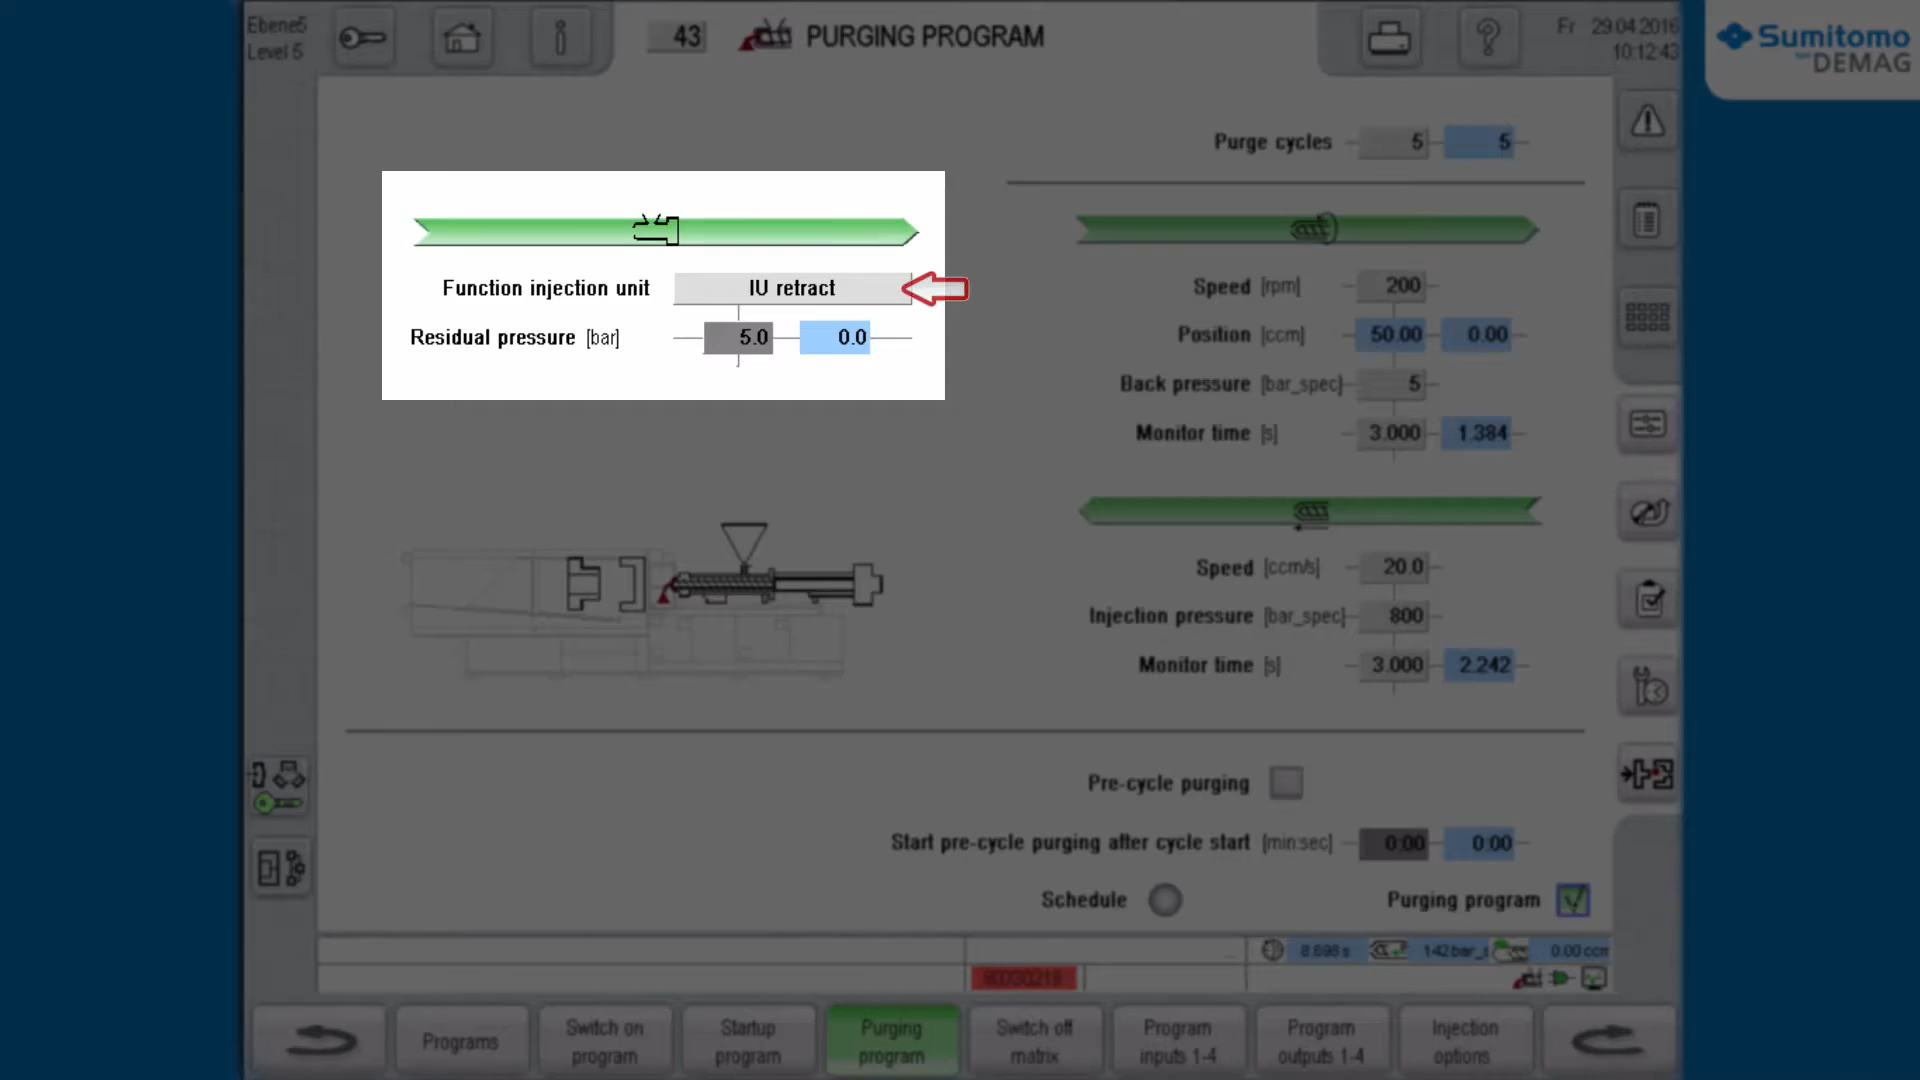 Ebene5
Level 5
43
PURGING PROGRAM
Fr 29.04.2016
10:12:43
Sumitomo
DEMAG
Purge cycles 5 5
Function injection unit IU retract
Residual pressure [bar] 5.0 0.0
Speed [rpm] 200
Position [ccm] 50.00 0.00
Back pressure [bar_spec] 5
Monitor time [s] 3.000 1.384
Speed [ccm/s] 20.0
Injection pressure [bar_spec] 800
Monitor time [s] 3.000 2.242
Pre-cycle purging
Start pre-cycle purging after cycle start [min:sec] 0:00 0:00
Schedule
Purging program
8.698 s 142 bar_s 0.00 ccm
Programs
Switch on
program
Startup
program
Purging
program
Switch off
matrix
Program
inputs 1-4
Program
outputs 1-4
Injection
options